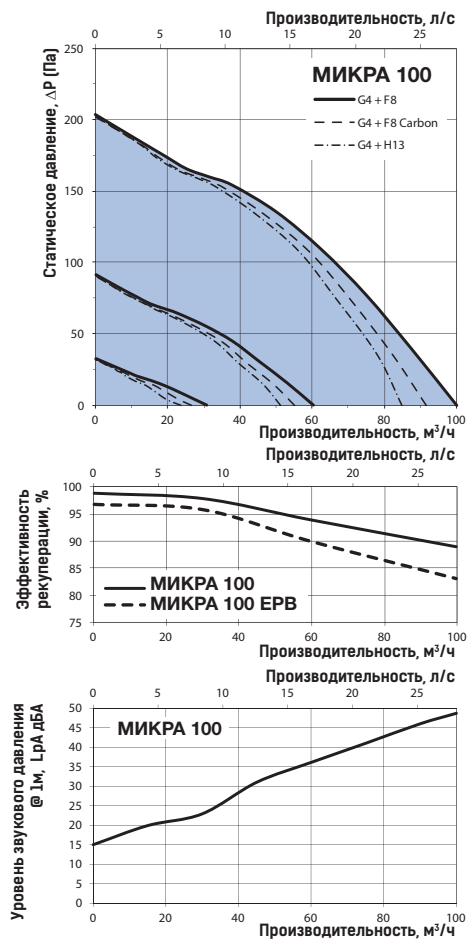 Производительность, л/с
0 5 10 15 20 25
250
200
150
100
50
0
Статическое давление, ΔP (Па)
МИКРА 100
G4 + F8
G4 + F8 Carbon
G4 + H13
0 20 40 60 80 100
Производительность, м³/ч
Производительность, л/с
0 5 10 15 20 25
100
95
90
85
80
75
Эффективность
рекуперации, %
МИКРА 100
МИКРА 100 ЕРВ
0 20 40 60 80 100
Производительность, м³/ч
Производительность, л/с
0 5 10 15 20 25
50
45
40
35
30
25
20
15
10
5
0
Уровень звукового давления
@ 1м, LpA дБА
МИКРА 100
0 20 40 60 80 100
Производительность, м³/ч